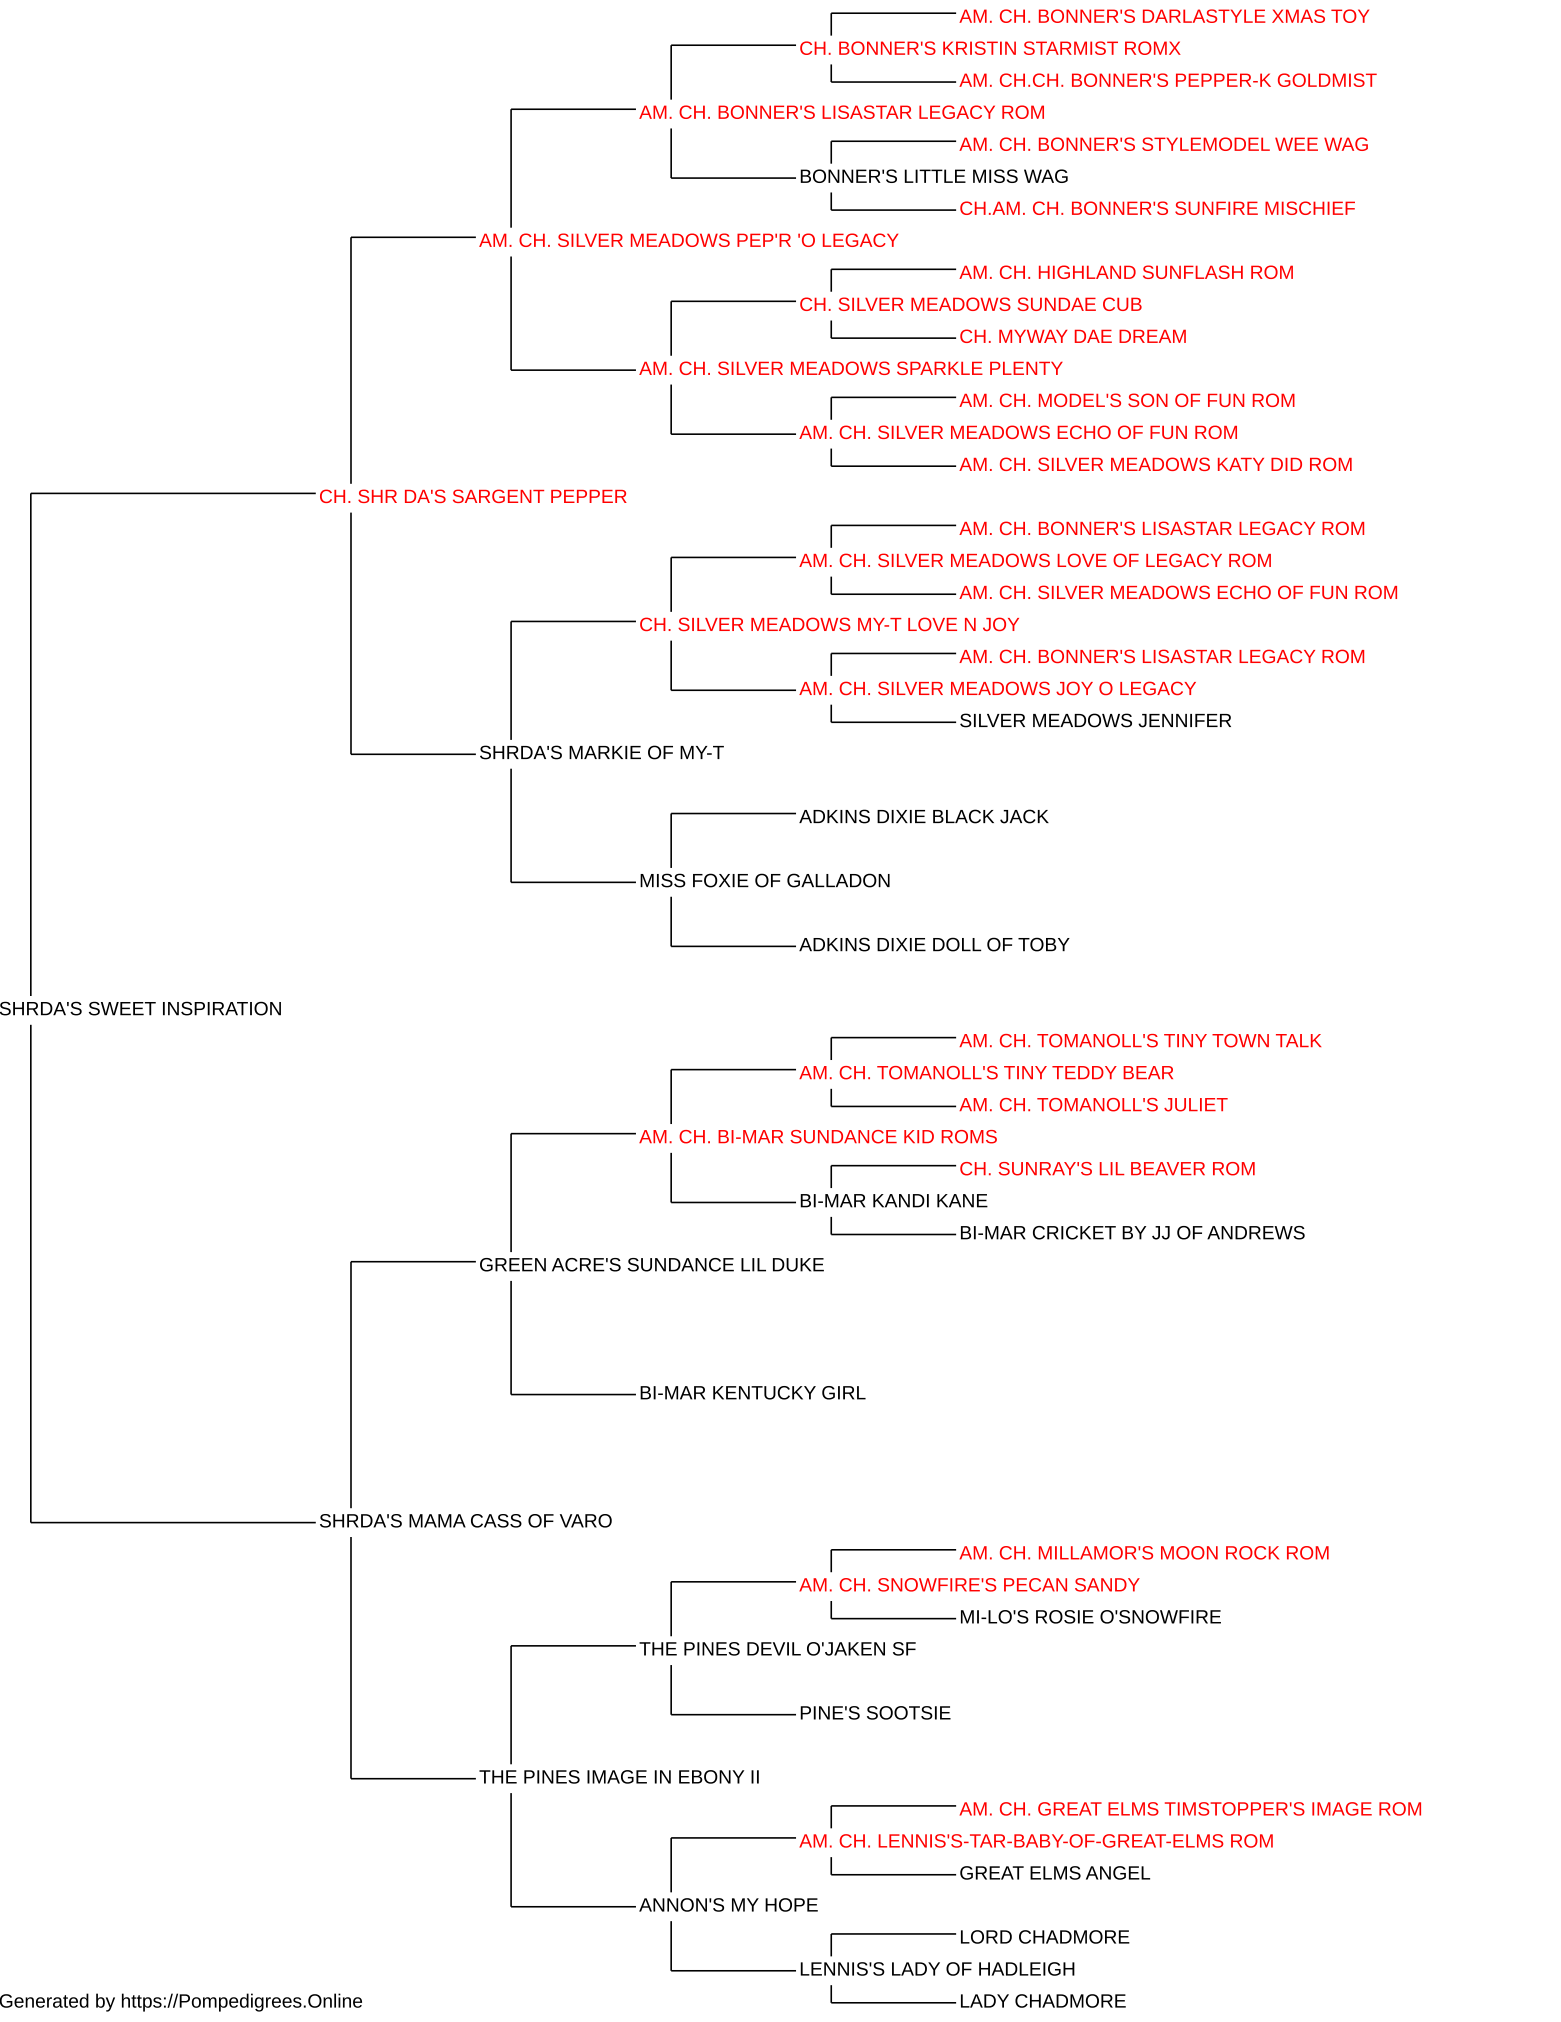 AM. CH. BONNER'S DARLASTYLE XMAS TOY
CH. BONNER'S KRISTIN STARMIST ROMX
AM. CH.CH. BONNER'S PEPPER-K GOLDMIST
AM. CH. BONNER'S LISASTAR LEGACY ROM
AM. CH. BONNER'S STYLEMODEL WEE WAG
BONNER'S LITTLE MISS WAG
CH.AM. CH. BONNER'S SUNFIRE MISCHIEF
AM. CH. SILVER MEADOWS PEP'R 'O LEGACY
AM. CH. HIGHLAND SUNFLASH ROM
CH. SILVER MEADOWS SUNDAE CUB
CH. MYWAY DAE DREAM
AM. CH. SILVER MEADOWS SPARKLE PLENTY
AM. CH. MODEL'S SON OF FUN ROM
AM. CH. SILVER MEADOWS ECHO OF FUN ROM
AM. CH. SILVER MEADOWS KATY DID ROM
CH. SHR DA'S SARGENT PEPPER
AM. CH. BONNER'S LISASTAR LEGACY ROM
AM. CH. SILVER MEADOWS LOVE OF LEGACY ROM
AM. CH. SILVER MEADOWS ECHO OF FUN ROM
CH. SILVER MEADOWS MY-T LOVE N JOY
AM. CH. BONNER'S LISASTAR LEGACY ROM
AM. CH. SILVER MEADOWS JOY O LEGACY
SILVER MEADOWS JENNIFER
SHRDA'S MARKIE OF MY-T
ADKINS DIXIE BLACK JACK
MISS FOXIE OF GALLADON
ADKINS DIXIE DOLL OF TOBY
SHRDA'S SWEET INSPIRATION
AM. CH. TOMANOLL'S TINY TOWN TALK
AM. CH. TOMANOLL'S TINY TEDDY BEAR
AM. CH. TOMANOLL'S JULIET
AM. CH. BI-MAR SUNDANCE KID ROMS
CH. SUNRAY'S LIL BEAVER ROM
BI-MAR KANDI KANE
BI-MAR CRICKET BY JJ OF ANDREWS
GREEN ACRE'S SUNDANCE LIL DUKE
BI-MAR KENTUCKY GIRL
SHRDA'S MAMA CASS OF VARO
AM. CH. MILLAMOR'S MOON ROCK ROM
AM. CH. SNOWFIRE'S PECAN SANDY
MI-LO'S ROSIE O'SNOWFIRE
THE PINES DEVIL O'JAKEN SF
PINE'S SOOTSIE
THE PINES IMAGE IN EBONY II
AM. CH. GREAT ELMS TIMSTOPPER'S IMAGE ROM
AM. CH. LENNIS'S-TAR-BABY-OF-GREAT-ELMS ROM
GREAT ELMS ANGEL
ANNON'S MY HOPE
LORD CHADMORE
LENNIS'S LADY OF HADLEIGH
LADY CHADMORE
Generated by https://Pompedigrees.Online